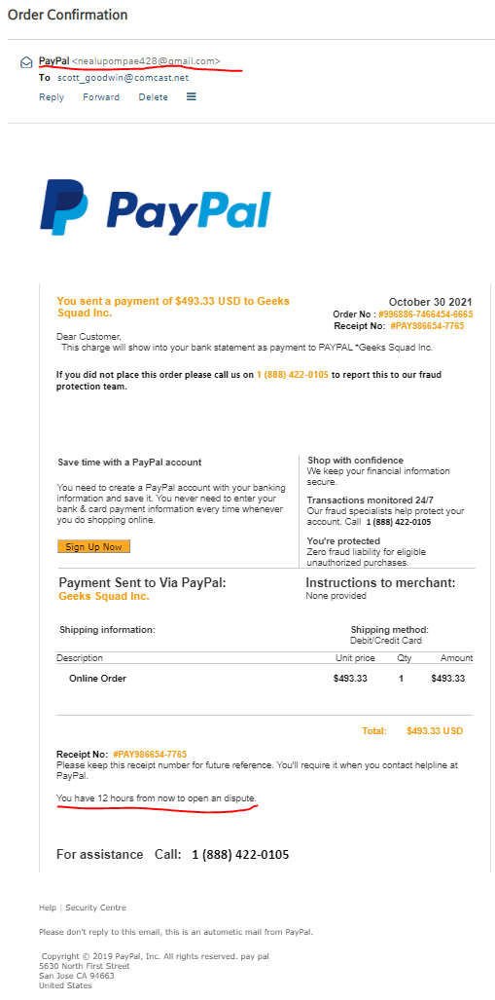 Order Confirmation
PayPal <nealupompae428@gmail.com>
To scott_goodwin@comcast.net
Reply Forward Delete
PayPal
You sent a payment of $493.33 USD to Geeks
Squad Inc.
October 30 2021
Order No : #996886-7466454-6665
Receipt No: #PAY986654-7765
Dear Customer,
This charge will show into your bank statement as payment to PAYPAL *Geeks Squad Inc.
If you did not place this order please call us on 1 (888) 422-0105 to report this to our fraud
protection team.
Save time with a PayPal account
You need to create a PayPal account with your banking
information and save it. You never need to enter your
bank & card payment information every time whenever
you do shopping online.
Sign Up Now
Shop with confidence
We keep your financial information
secure.
Transactions monitored 24/7
Our fraud specialists help protect your
account. Call 1 (888) 422-0105
You're protected
Zero fraud liability for eligible
unauthorized purchases.
Payment Sent to Via PayPal:
Geeks Squad Inc.
Instructions to merchant:
None provided
Shipping information:
Shipping method:
Debit/Credit Card
Description Unit price Qty Amount
Online Order $493.33 1 $493.33
Total: $493.33 USD
Receipt No: #PAY986654-7765
Please keep this receipt number for future reference. You'll require it when you contact helpline at
PayPal.
You have 12 hours from now to open an dispute.
For assistance Call: 1 (888) 422-0105
Help | Security Centre
Please don't reply to this email, this is an autometic mail from PayPal.
Copyright © 2019 PayPal, Inc. All rights reserved. pay pal
5630 North First Street
San Jose CA 94663
United States